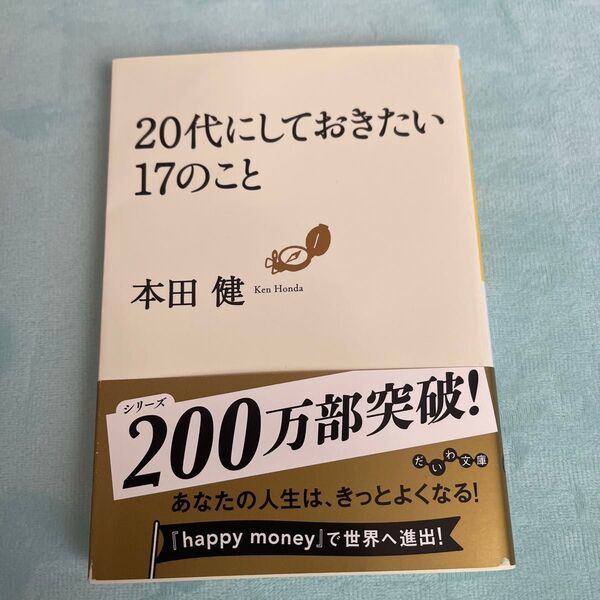 20代にしておきたい
17のこと
本田 健 Ken Honda
シリーズ
200万部突破!
だいわ文庫
あなたの人生は、きっとよくなる!
『happy money』で世界へ進出!